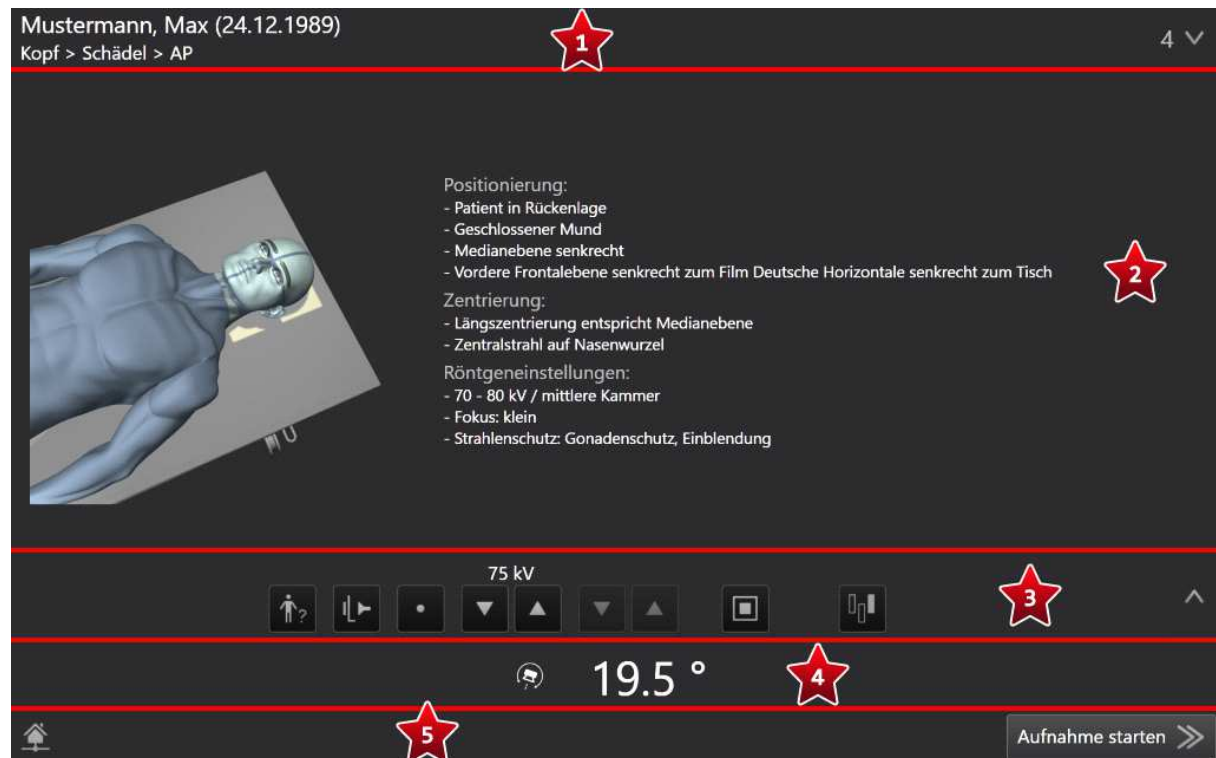 Mustermann, Max (24.12.1989)
Kopf > Schädel > AP
1
4
Positionierung:
- Patient in Rückenlage
- Geschlossener Mund
- Medianebene senkrecht
- Vordere Frontalebene senkrecht zum Film Deutsche Horizontale senkrecht zum Tisch
2
Zentrierung:
- Längszentrierung entspricht Medianebene
- Zentralstrahl auf Nasenwurzel
Röntgeneinstellungen:
- 70 - 80 kV / mittlere Kammer
- Fokus: klein
- Strahlenschutz: Gonadenschutz, Einblendung
75 kV
?
3
19.5 °
4
5
Aufnahme starten